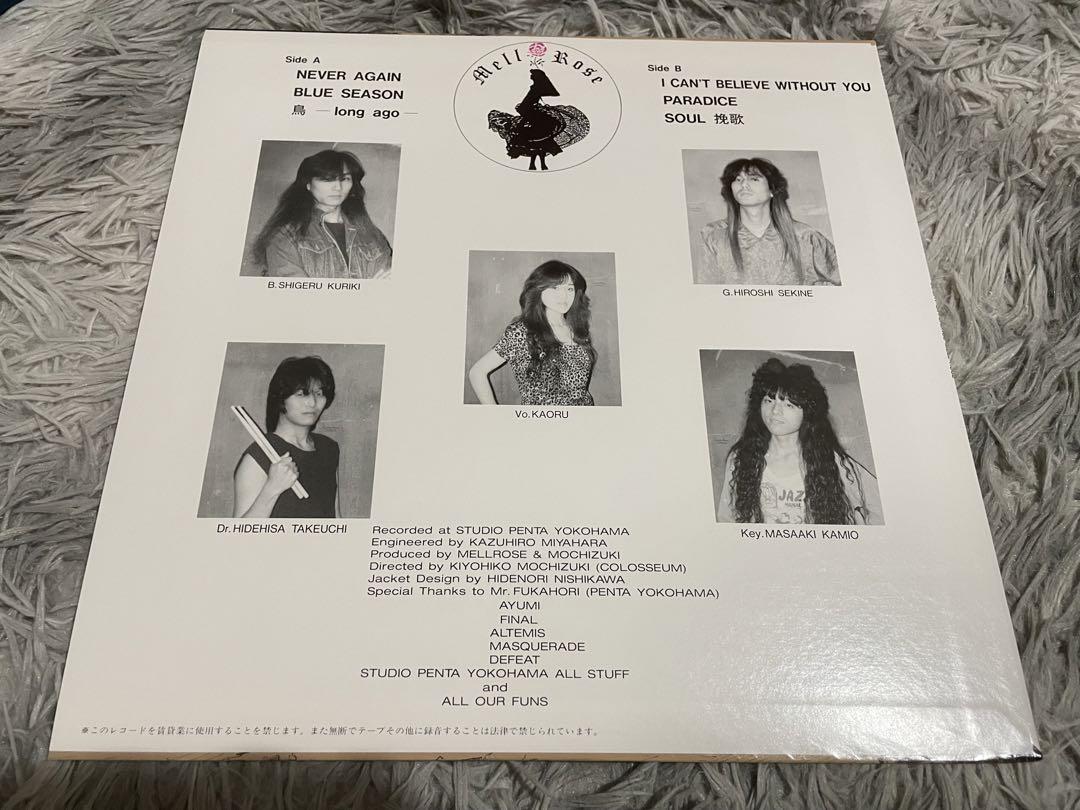 Side A
NEVER AGAIN
BLUE SEASON
鳥 —long ago—
Mell Rose
Side B
I CAN'T BELIEVE WITHOUT YOU
PARADICE
SOUL 挽歌
B.SHIGERU KURIKI
G.HIROSHI SEKINE
Vo.KAORU
Dr.HIDEHISA TAKEUCHI
JAZZ
Key.MASAAKI KAMIO
Recorded at STUDIO PENTA YOKOHAMA
Engineered by KAZUHIRO MIYAHARA
Produced by MELLROSE & MOCHIZUKI
Directed by KIYOHIKO MOCHIZUKI (COLOSSEUM)
Jacket Design by HIDENORI NISHIKAWA
Special Thanks to Mr.FUKAHORI (PENTA YOKOHAMA)
AYUMI
FINAL
ALTEMIS
MASQUERADE
DEFEAT
STUDIO PENTA YOKOHAMA ALL STUFF
and
ALL OUR FUNS
※このレコードを賃貸業に使用することを禁じます。また無断でテープその他に録音することは法律で禁じられています。